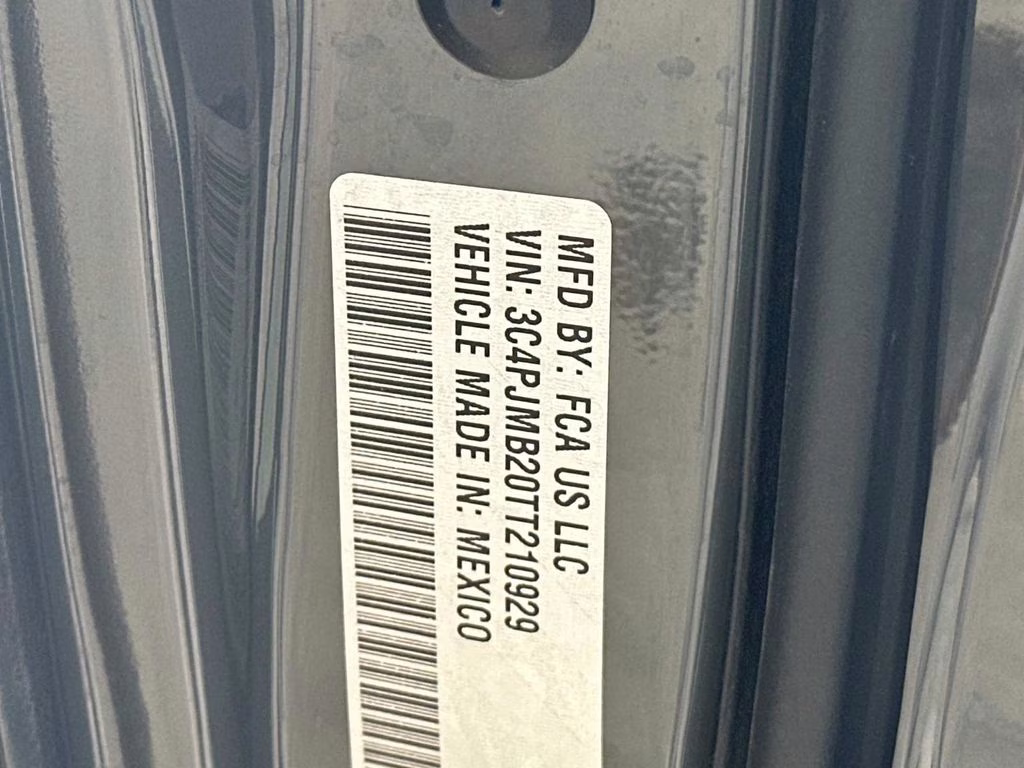 MFD BY: FCA US LLC
VIN: 3C4PJMB20TT210929
VEHICLE MADE IN: MEXICO